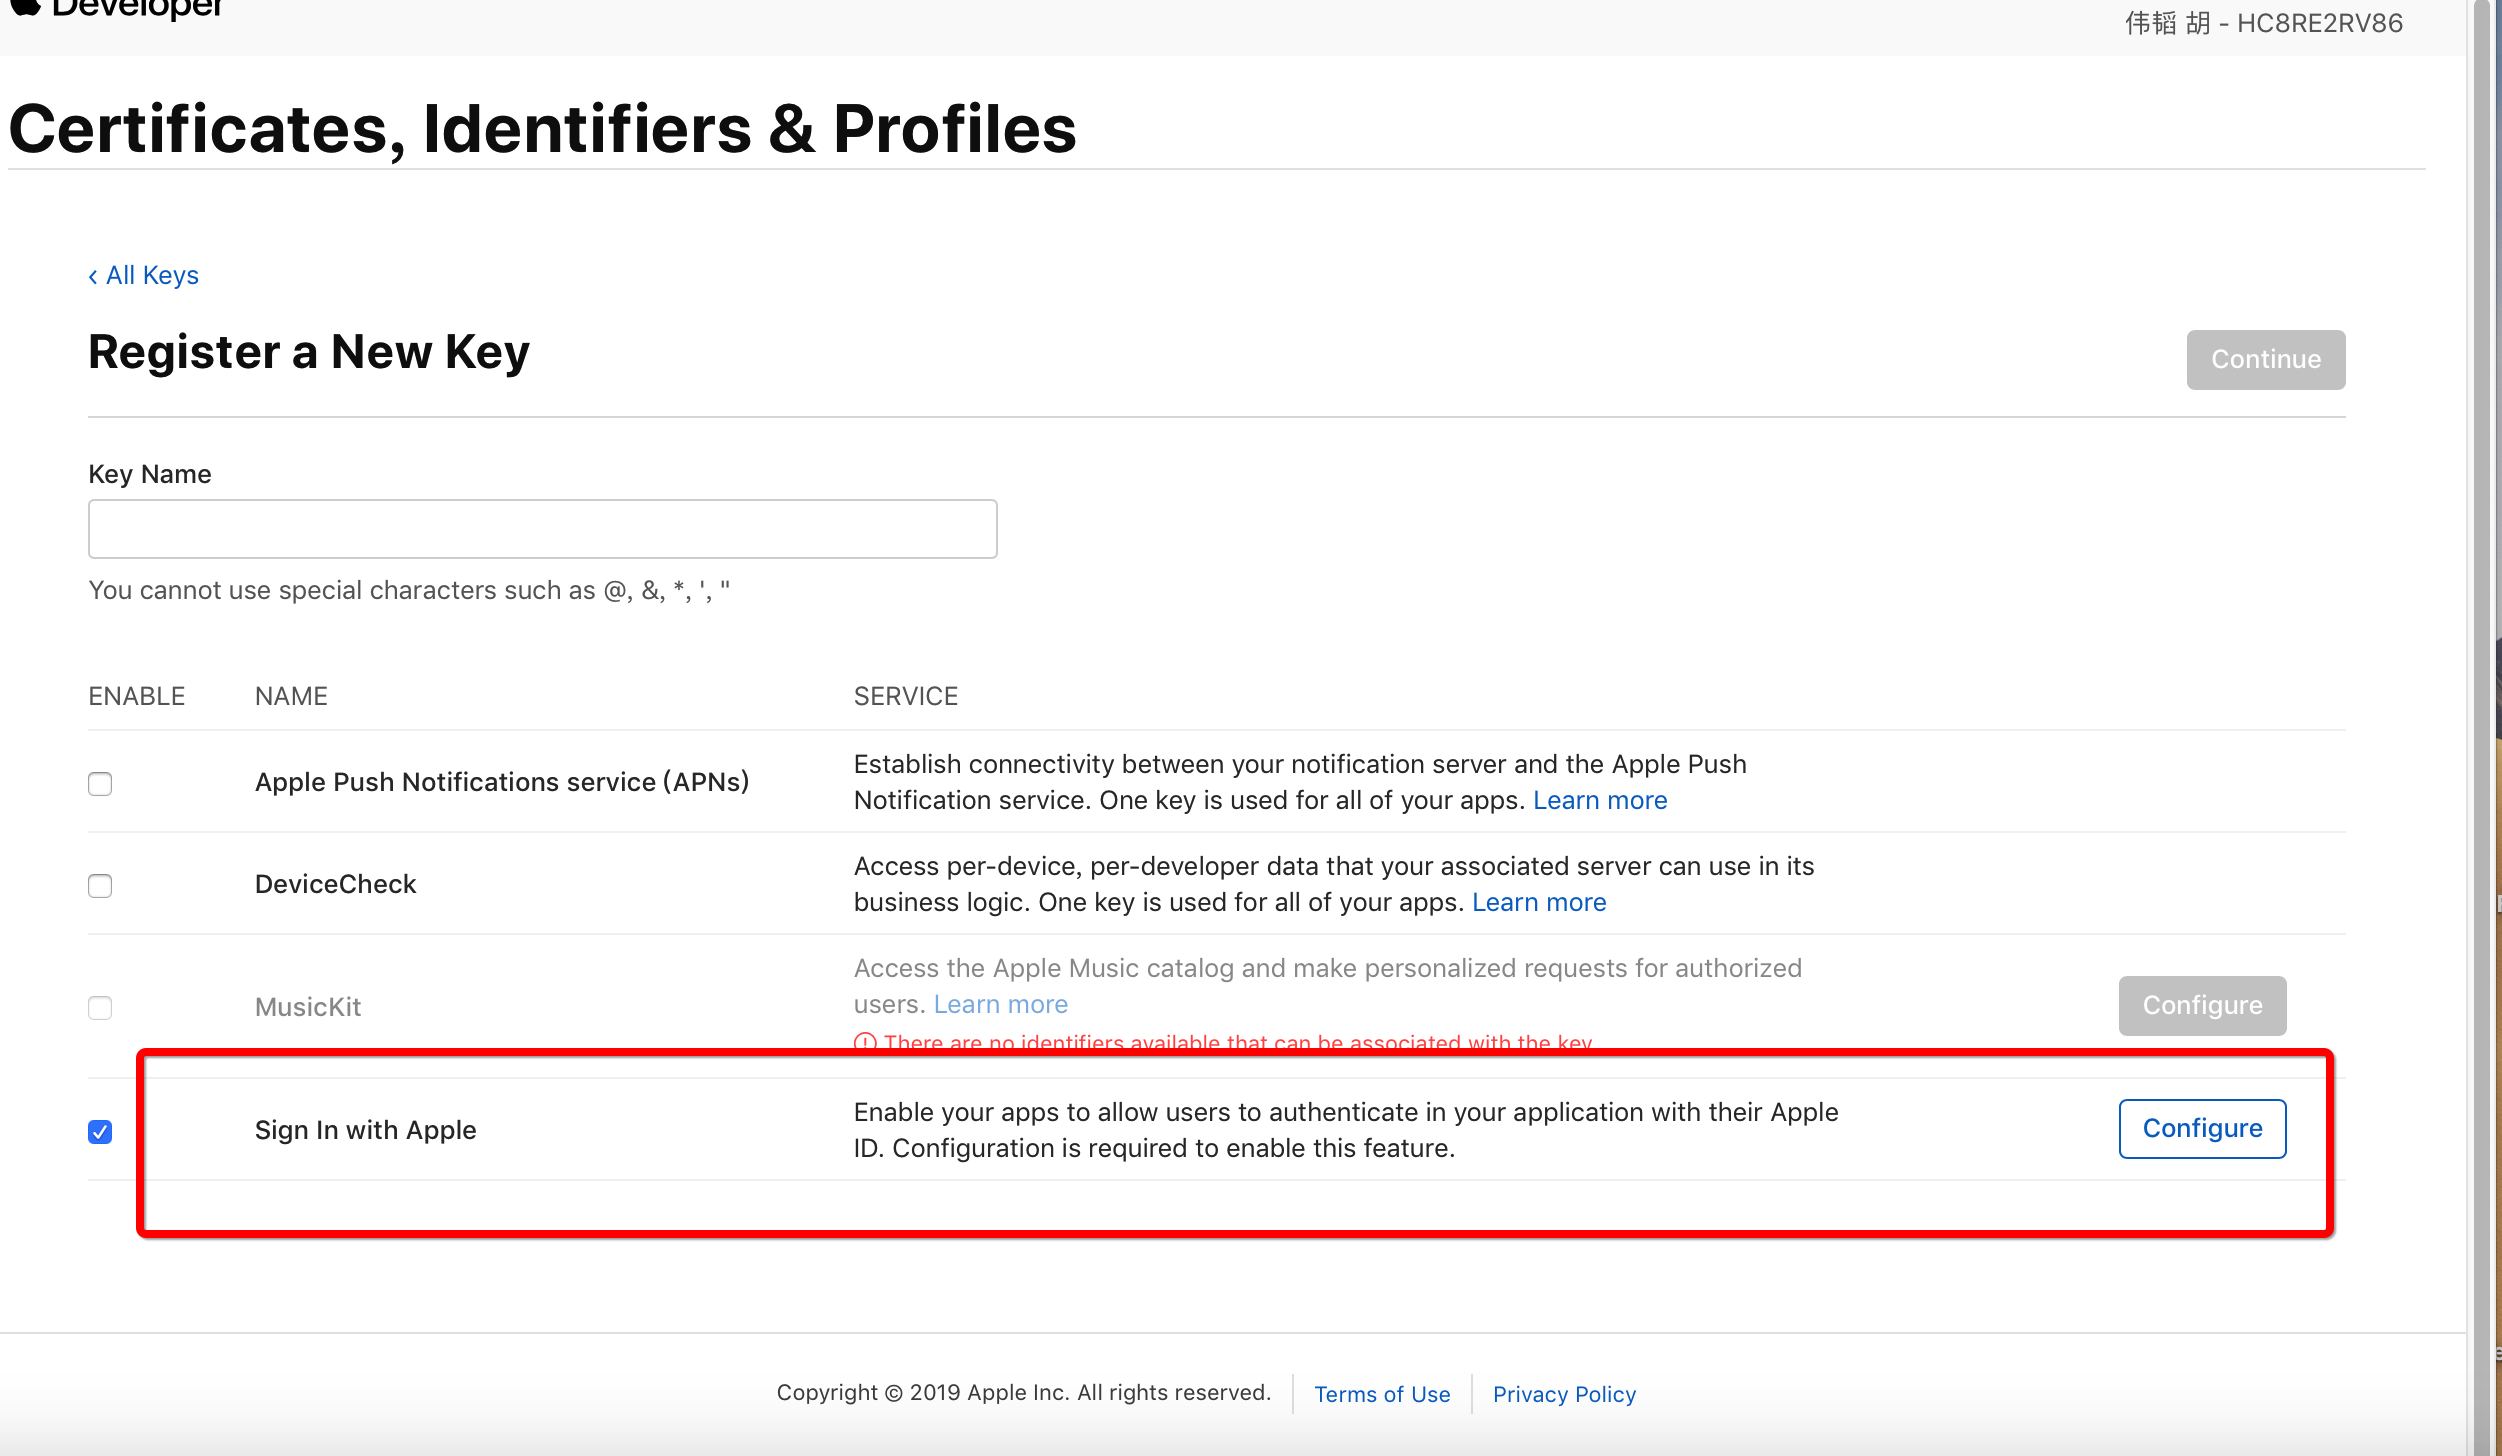 Developer
伟韬 胡 - HC8RE2RV86
Certificates, Identifiers & Profiles
‹ All Keys
Register a New Key
Continue
Key Name
You cannot use special characters such as @, &, *, ', "
ENABLE NAME SERVICE
Apple Push Notifications service (APNs)
Establish connectivity between your notification server and the Apple Push
Notification service. One key is used for all of your apps. Learn more
DeviceCheck
Access per-device, per-developer data that your associated server can use in its
business logic. One key is used for all of your apps. Learn more
MusicKit
Access the Apple Music catalog and make personalized requests for authorized
users. Learn more
There are no identifiers available that can be associated with the key
Configure
Sign In with Apple
Enable your apps to allow users to authenticate in your application with their Apple
ID. Configuration is required to enable this feature.
Configure
Copyright © 2019 Apple Inc. All rights reserved. Terms of Use Privacy Policy